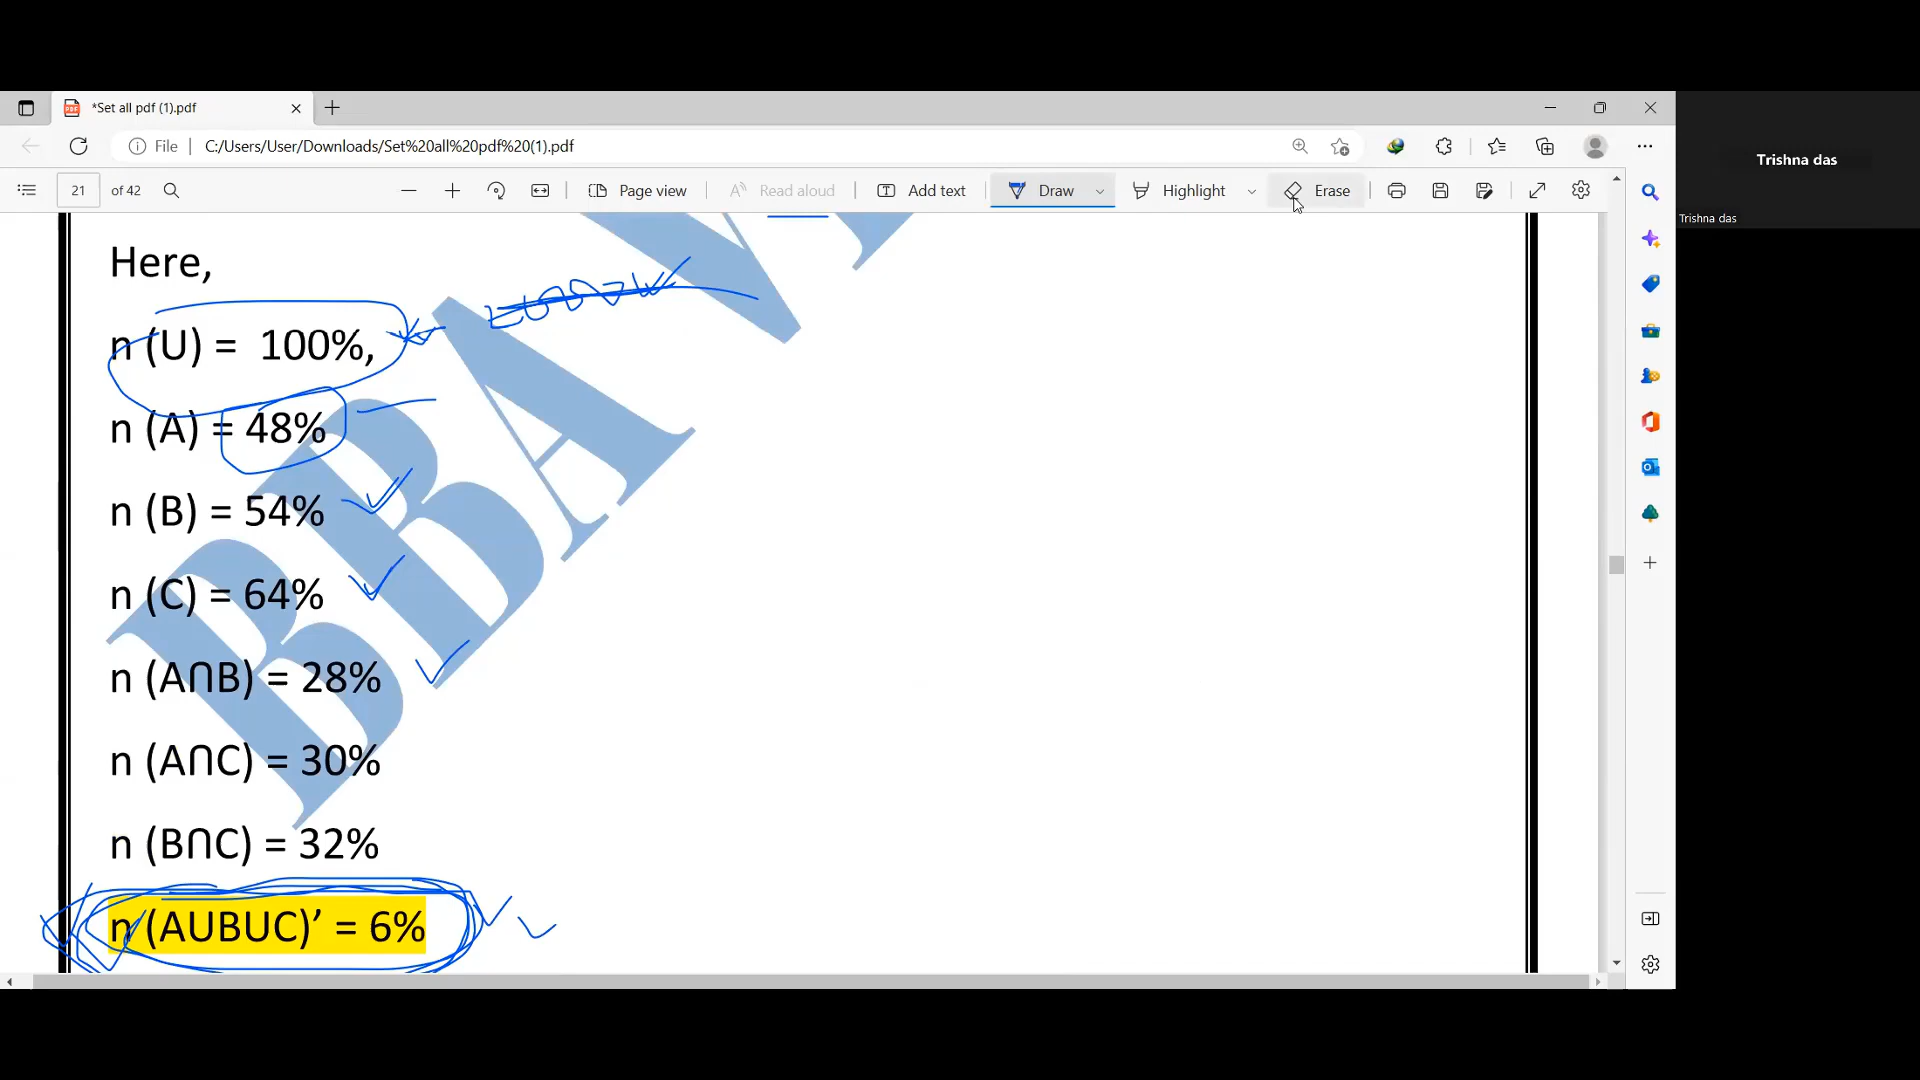 *Set all pdf (1).pdf
File
C:/Users/User/Downloads/Set%20all%20pdf%20(1).pdf
21 of 42
Page view
Read aloud
Add text
Draw
Highlight
Erase
Trishna das
Trishna das
Here,
n (U) = 100%,
n (A) = 48%
n (B) = 54%
n (C) = 64%
n (A∩B) = 28%
n (A∩C) = 30%
n (B∩C) = 32%
n (AUBUC)’ = 6%